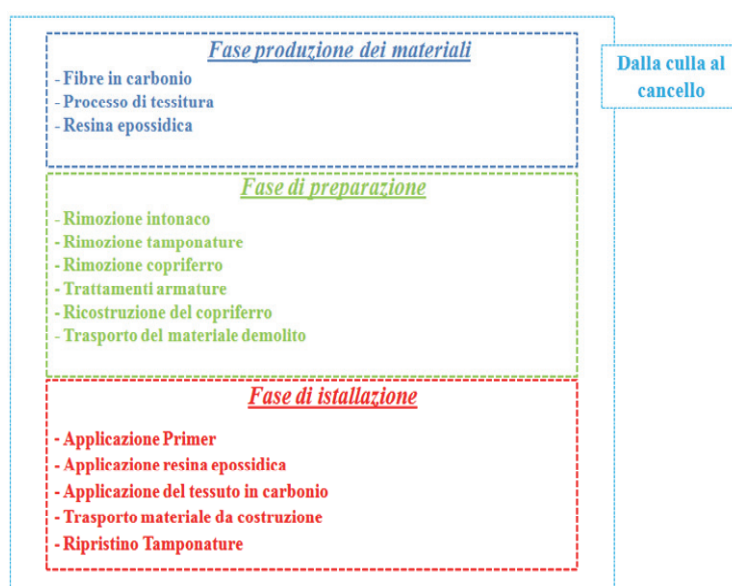 Fase produzione dei materiali
- Fibre in carbonio
- Processo di tessitura
- Resina epossidica
Dalla culla al
cancello
Fase di preparazione
- Rimozione intonaco
- Rimozione tamponature
- Rimozione copriferro
- Trattamenti armature
- Ricostruzione del copriferro
- Trasporto del materiale demolito
Fase di istallazione
- Applicazione Primer
- Applicazione resina epossidica
- Applicazione del tessuto in carbonio
- Trasporto materiale da costruzione
- Ripristino Tamponature